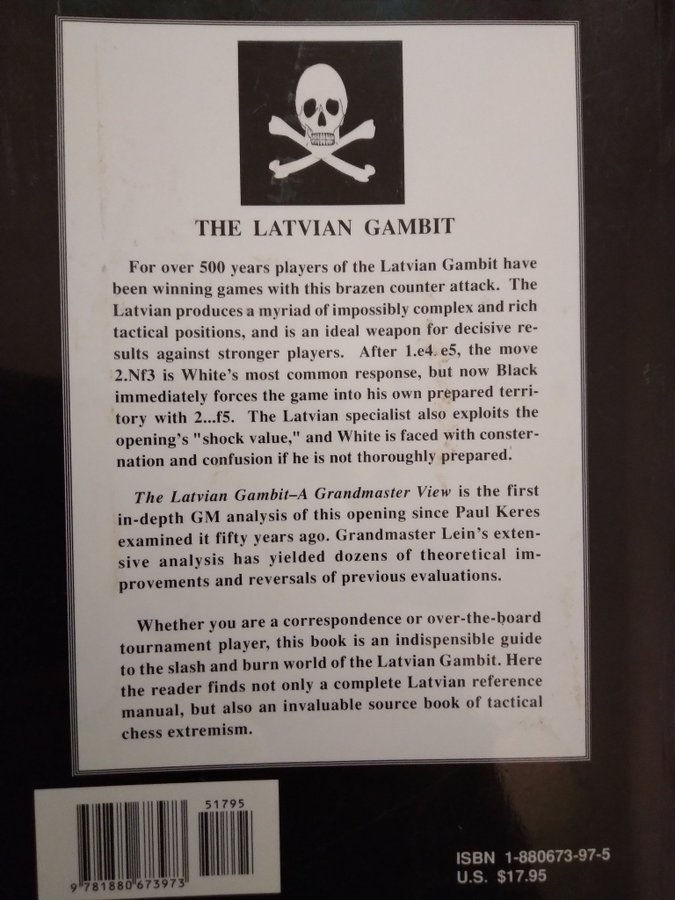 THE LATVIAN GAMBIT
For over 500 years players of the Latvian Gambit have
been winning games with this brazen counter attack. The
Latvian produces a myriad of impossibly complex and rich
tactical positions, and is an ideal weapon for decisive re-
sults against stronger players. After 1.e4 e5, the move
2.Nf3 is White's most common response, but now Black
immediately forces the game into his own prepared terri-
tory with 2...f5. The Latvian specialist also exploits the
opening's "shock value," and White is faced with conster-
nation and confusion if he is not thoroughly prepared.
The Latvian Gambit–A Grandmaster View is the first
in-depth GM analysis of this opening since Paul Keres
examined it fifty years ago. Grandmaster Lein's exten-
sive analysis has yielded dozens of theoretical im-
provements and reversals of previous evaluations.
Whether you are a correspondence or over-the-board
tournament player, this book is an indispensible guide
to the slash and burn world of the Latvian Gambit. Here
the reader finds not only a complete Latvian reference
manual, but also an invaluable source book of tactical
chess extremism.
51795
9 781880 673973
ISBN 1-880673-97-5
U.S. $17.95